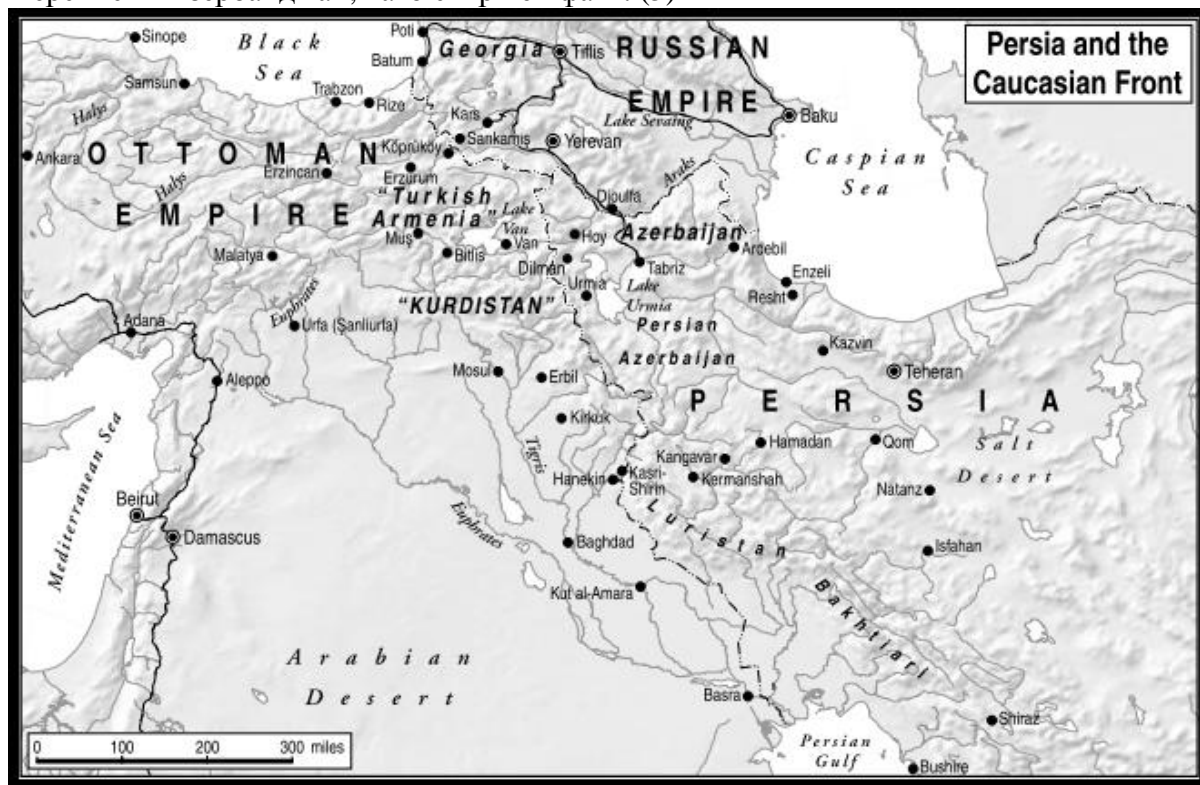 Persia and the
Caucasian Front
Sinope
Black
Sea
Poti
Georgia
Tiflis
RUSSIAN
Batum
Samsun
Trabzon
Rize
EMPIRE
Halys
Kars
Lake Sevaing
Baku
Sarıkamış
Yerevan
Ankara
OTTOMAN
Köprüköy
Caspian
Sea
Halys
Erzincan
Erzurum
Araks
"Turkish
Armenia"
Djoulfa
EMPIRE
Lake
Van
Azerbaijan
Muş
Van
Hoy
Ardebil
Malatya
Bitlis
Dilman
Tabriz
Enzeli
Urmia
Lake
Urmia
Resht
Euphrates
"KURDISTAN"
Persian
Azerbaijan
Adana
Urfa (Şanliurfa)
Kazvin
Mosul
Erbil
Teheran
Aleppo
PERSIA
Kirkuk
Mediterranean Sea
Tigris
Hamadan
Qom
Salt
Desert
Kangavar
Hanekin
Kasri-
Shirin
Kermanshah
Natanz
Beirut
Euphrates
Luristan
Damascus
Baghdad
Isfahan
Kut al-Amara
Bakhtiari
Arabian
Desert
Basra
Shiraz
0 100 200 300 miles
Persian
Gulf
Bushire